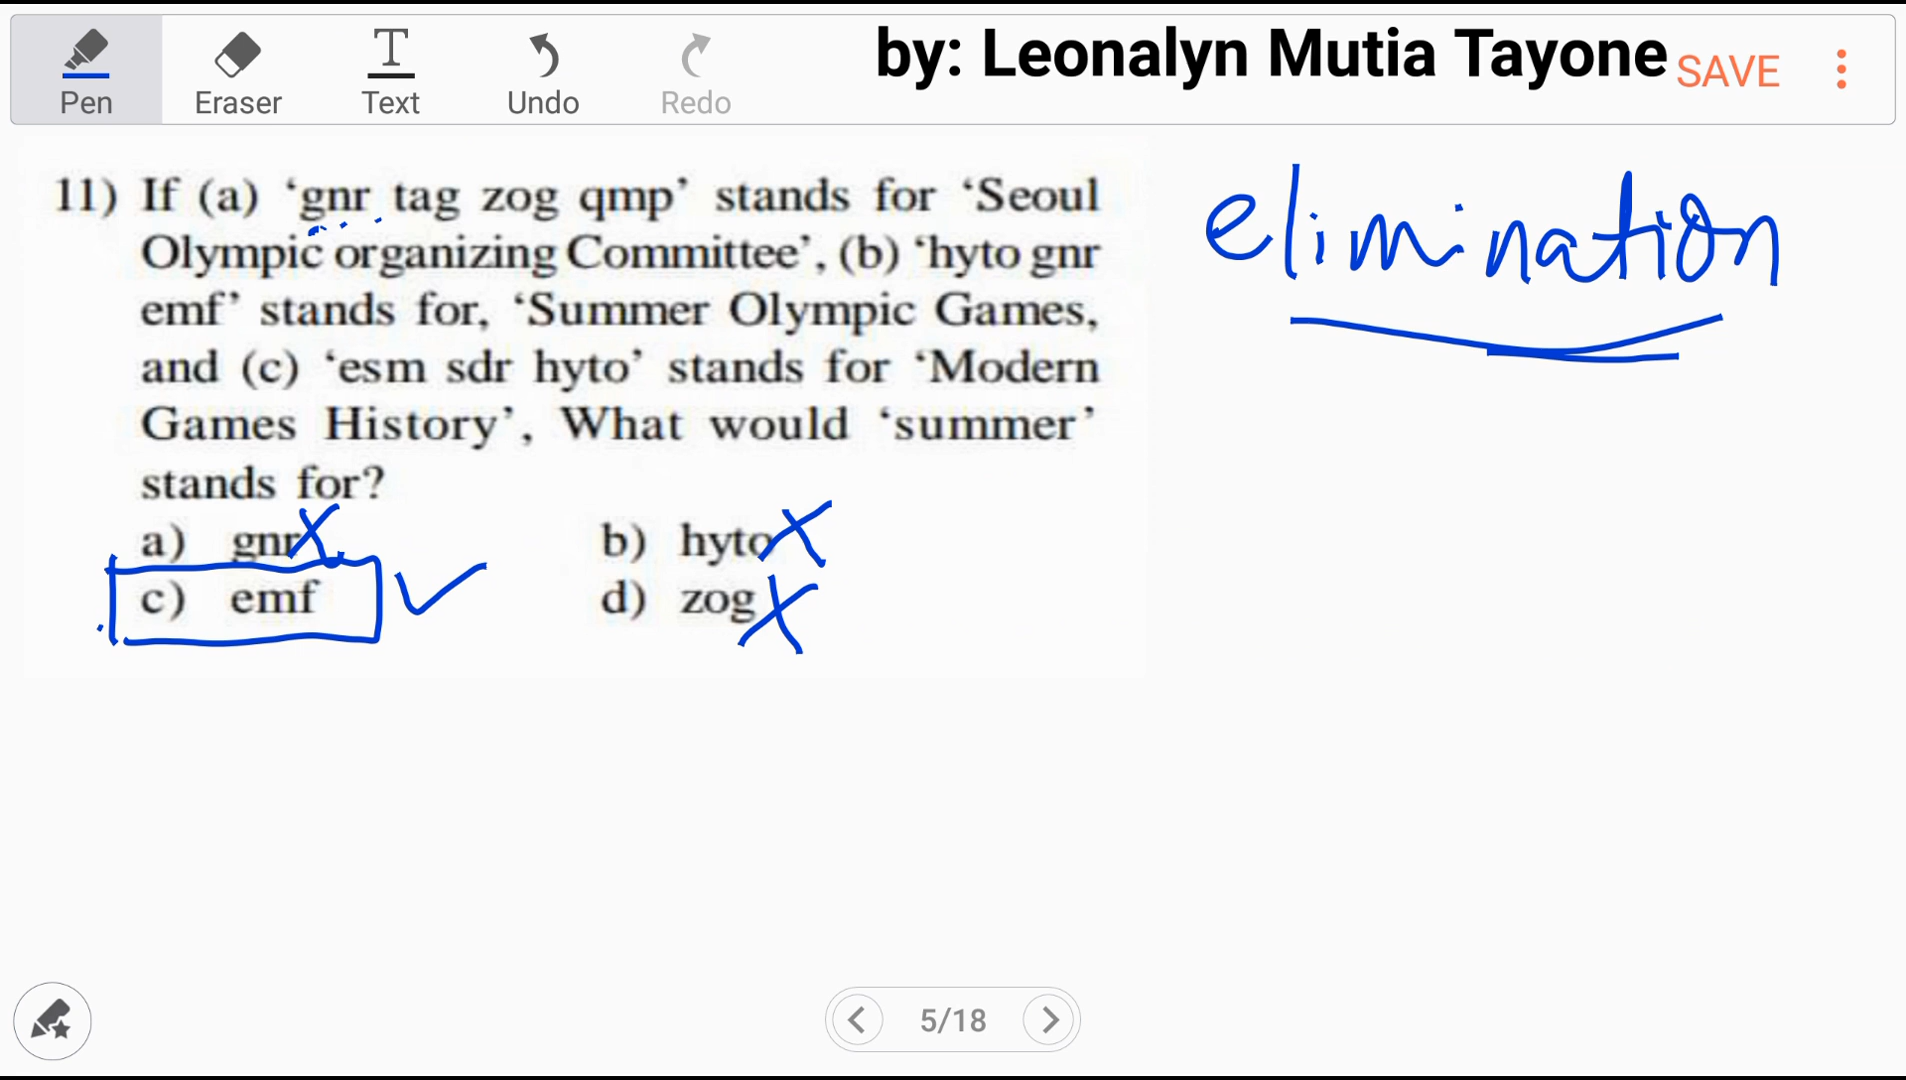 Pen Eraser Text Undo Redo by: Leonalyn Mutia Tayone SAVE
11) If (a) ‘gnr tag zog qmp’ stands for ‘Seoul
Olympic organizing Committee’, (b) ‘hyto gnr
emf’ stands for, ‘Summer Olympic Games,
and (c) ‘esm sdr hyto’ stands for ‘Modern
Games History’, What would ‘summer’
stands for?
a) gnr b) hyto
c) emf d) zog
elimination
5/18